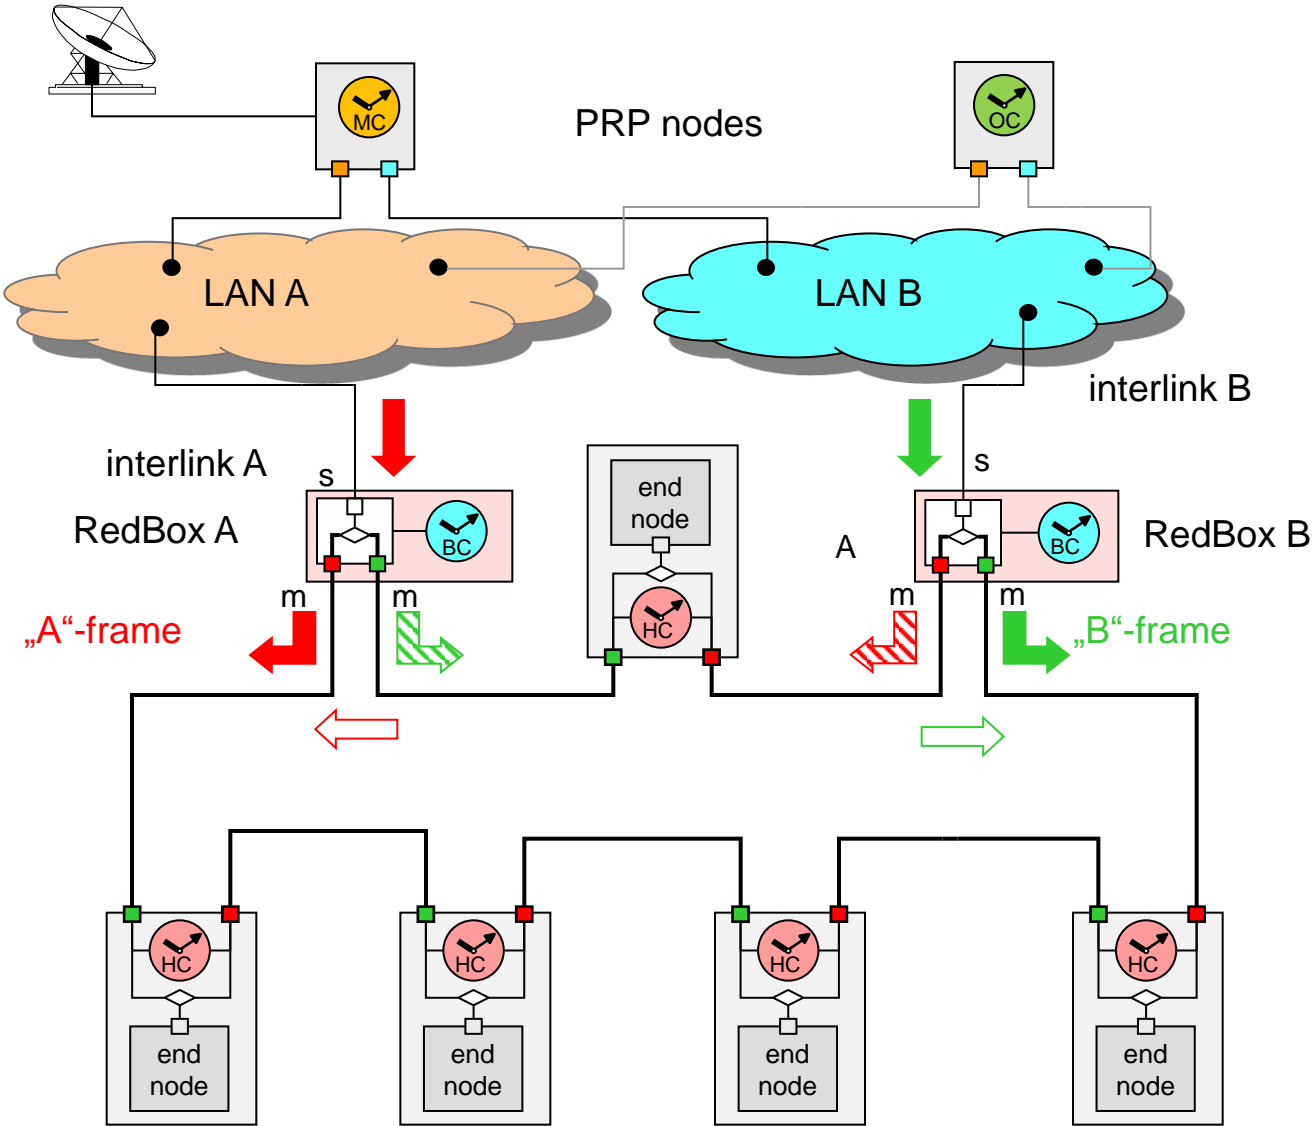 MC
PRP nodes
OC
LAN A
LAN B
interlink B
interlink A
s
s
end
node
RedBox A
BC
A
BC
RedBox B
m
m
HC
m
m
„A“-frame
„B“-frame
HC
HC
HC
HC
end
node
end
node
end
node
end
node